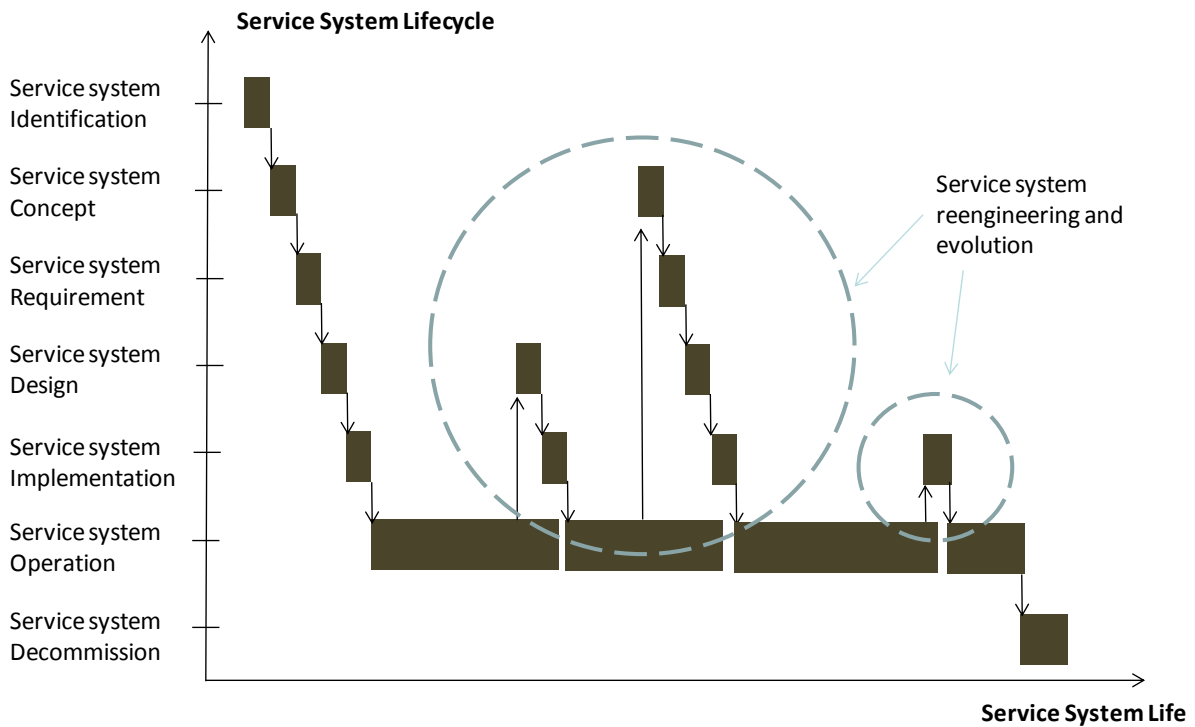 Service System Lifecycle
Service system
Identification
Service system
Concept
Service system
reengineering and
evolution
Service system
Requirement
Service system
Design
Service system
Implementation
Service system
Operation
Service system
Decommission
Service System Life